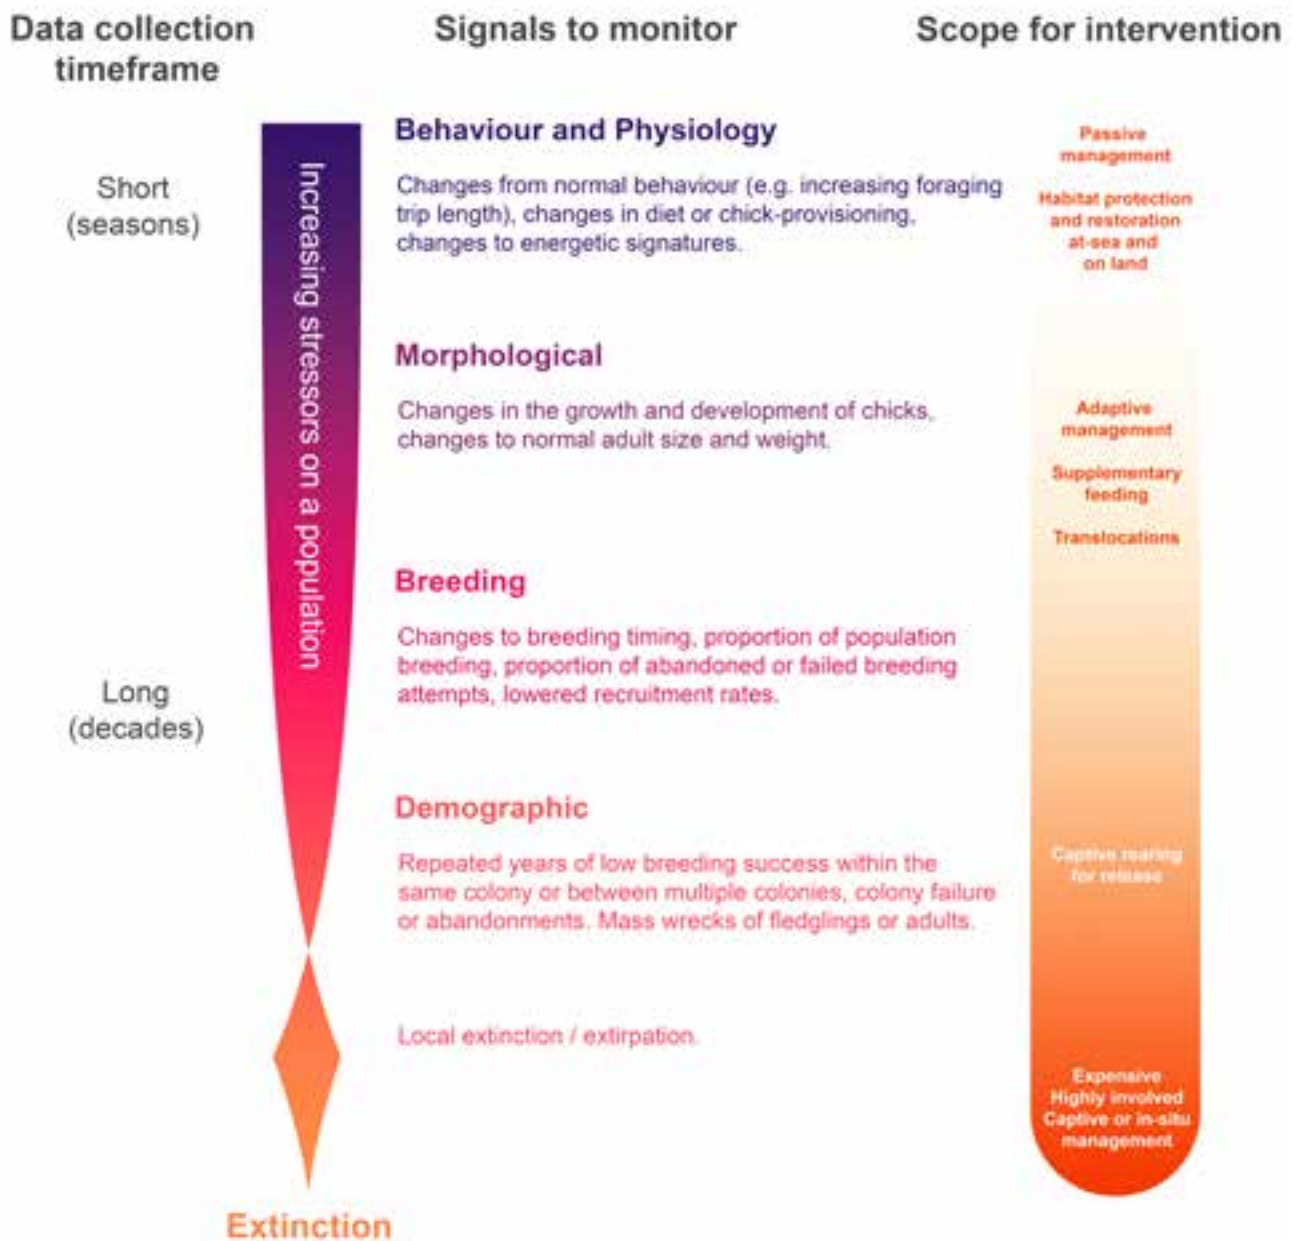 Data collection
timeframe
Signals to monitor
Scope for intervention
Short
(seasons)
Long
(decades)
Increasing stressors on a population
Behaviour and Physiology
Changes from normal behaviour (e.g. increasing foraging
trip length), changes in diet or chick-provisioning,
changes to energetic signatures.
Morphological
Changes in the growth and development of chicks,
changes to normal adult size and weight.
Breeding
Changes to breeding timing, proportion of population
breeding, proportion of abandoned or failed breeding
attempts, lowered recruitment rates.
Demographic
Repeated years of low breeding success within the
same colony or between multiple colonies, colony failure
or abandonments. Mass wrecks of fledglings or adults.
Local extinction / extirpation.
Extinction
Passive
management
Habitat protection
and restoration
at-sea and
on land
Adaptive
management
Supplementary
feeding
Translocations
Captive rearing
for release
Expensive
Highly involved
Captive or in-situ
management